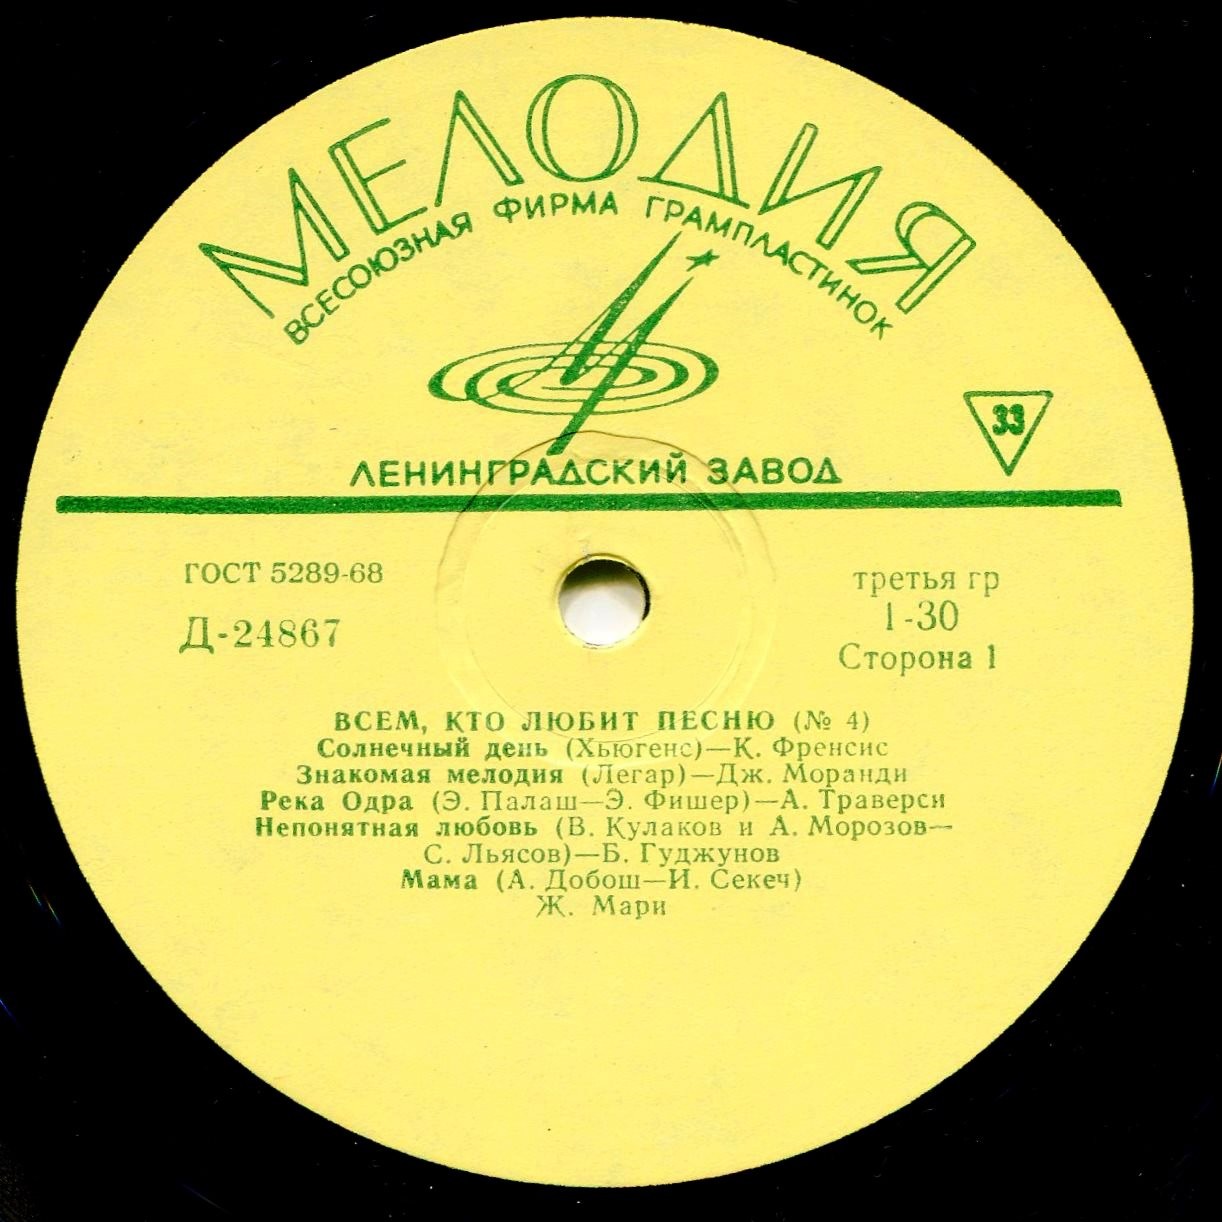 МЕЛОДИЯ
ВСЕСОЮЗНАЯ ФИРМА ГРАМПЛАСТИНОК
33
ЛЕНИНГРАДСКИЙ ЗАВОД
ГОСТ 5289-68
Д-24867
третья гр
1-30
Сторона 1
ВСЕМ, КТО ЛЮБИТ ПЕСНЮ (№ 4)
Солнечный день (Хьюгенс)—К. Френсис
Знакомая мелодия (Легар)—Дж. Моранди
Река Одра (Э. Палаш—Э. Фишер)—А. Траверси
Непонятная любовь (В. Кулаков и А. Морозов—
С. Льясов)—Б. Гуджунов
Мама (А. Добош—И. Секеч)
Ж. Мари